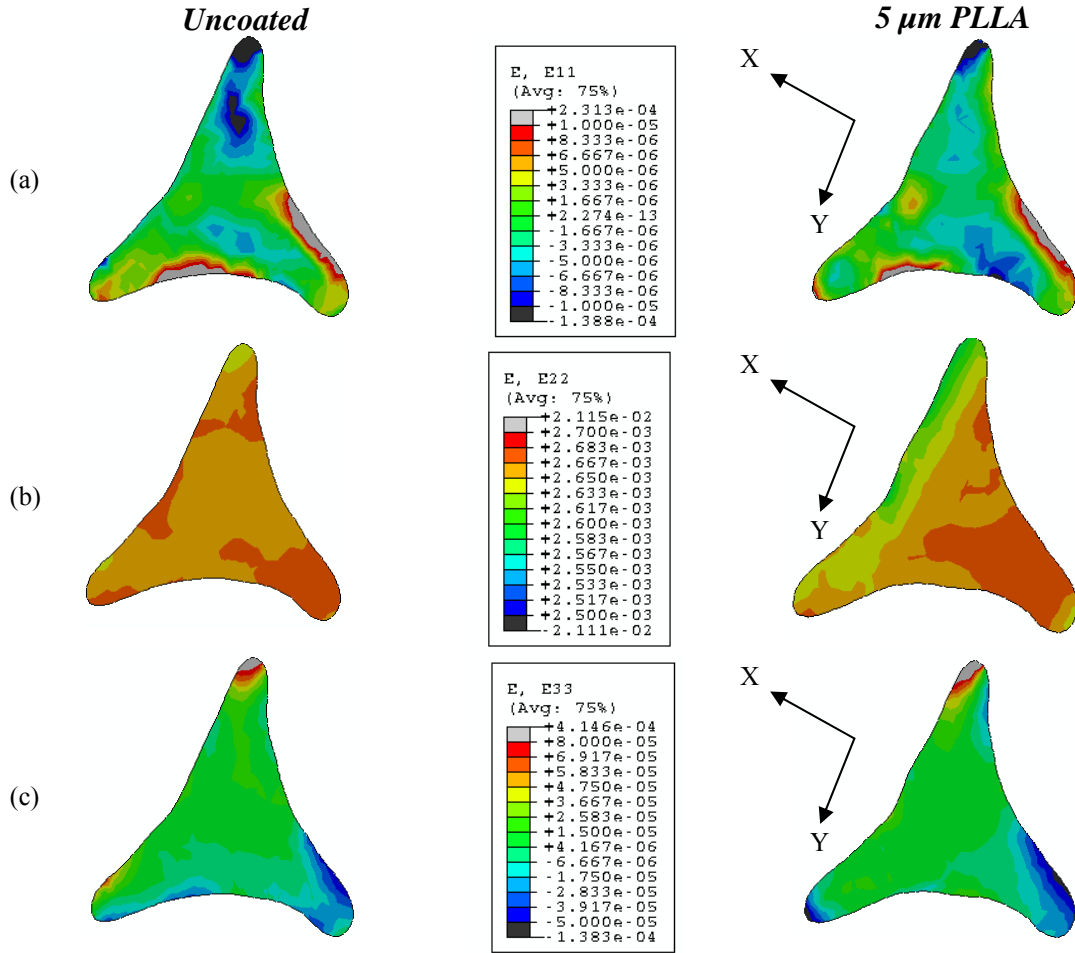 Uncoated
5 µm PLLA
(a)
E, E11
(Avg: 75%)
+2.313e-04
+1.000e-05
+8.333e-06
+6.667e-06
+5.000e-06
+3.333e-06
+1.667e-06
+2.274e-13
-1.667e-06
-3.333e-06
-5.000e-06
-6.667e-06
-8.333e-06
-1.000e-05
-1.388e-04
X
Y
(b)
E, E22
(Avg: 75%)
+2.115e-02
+2.700e-03
+2.683e-03
+2.667e-03
+2.650e-03
+2.633e-03
+2.617e-03
+2.600e-03
+2.583e-03
+2.567e-03
+2.550e-03
+2.533e-03
+2.517e-03
+2.500e-03
-2.111e-02
X
Y
(c)
E, E33
(Avg: 75%)
+4.146e-04
+8.000e-05
+6.917e-05
+5.833e-05
+4.750e-05
+3.667e-05
+2.583e-05
+1.500e-05
+4.167e-06
-6.667e-06
-1.750e-05
-2.833e-05
-3.917e-05
-5.000e-05
-1.383e-04
X
Y